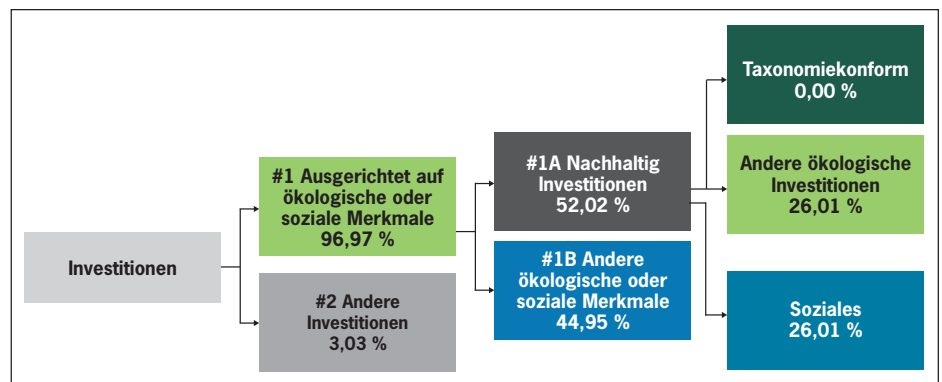 Investitionen
#1 Ausgerichtet auf
ökologische oder
soziale Merkmale
96,97 %
#2 Andere
Investitionen
3,03 %
#1A Nachhaltig
Investitionen
52,02 %
#1B Andere
ökologische oder
soziale Merkmale
44,95 %
Taxonomiekonform
0,00 %
Andere ökologische
Investitionen
26,01 %
Soziales
26,01 %